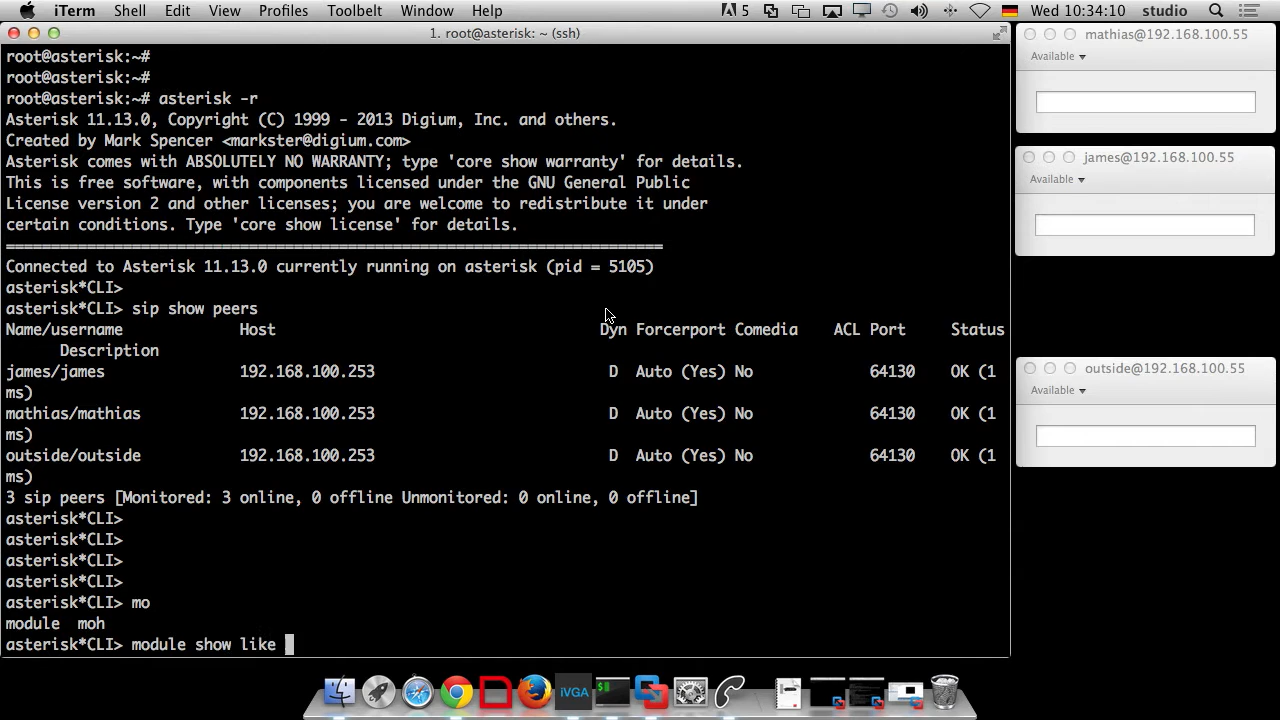 iTerm Shell Edit View Profiles Toolbelt Window Help 5 Wed 10:34:10 studio
1. root@asterisk: ~ (ssh)
root@asterisk:~#
root@asterisk:~#
root@asterisk:~# asterisk -r
Asterisk 11.13.0, Copyright (C) 1999 - 2013 Digium, Inc. and others.
Created by Mark Spencer <markster@digium.com>
Asterisk comes with ABSOLUTELY NO WARRANTY; type 'core show warranty' for details.
This is free software, with components licensed under the GNU General Public
License version 2 and other licenses; you are welcome to redistribute it under
certain conditions. Type 'core show license' for details.
=========================================================================
Connected to Asterisk 11.13.0 currently running on asterisk (pid = 5105)
asterisk*CLI>
asterisk*CLI> sip show peers
Name/username Host Dyn Forcerport Comedia ACL Port Status
Description
james/james 192.168.100.253 D Auto (Yes) No 64130 OK (1
ms)
mathias/mathias 192.168.100.253 D Auto (Yes) No 64130 OK (1
ms)
outside/outside 192.168.100.253 D Auto (Yes) No 64130 OK (1
ms)
3 sip peers [Monitored: 3 online, 0 offline Unmonitored: 0 online, 0 offline]
asterisk*CLI>
asterisk*CLI>
asterisk*CLI>
asterisk*CLI>
asterisk*CLI> mo
module moh
asterisk*CLI> module show like
mathias@192.168.100.55
Available
james@192.168.100.55
Available
outside@192.168.100.55
Available
iVGA